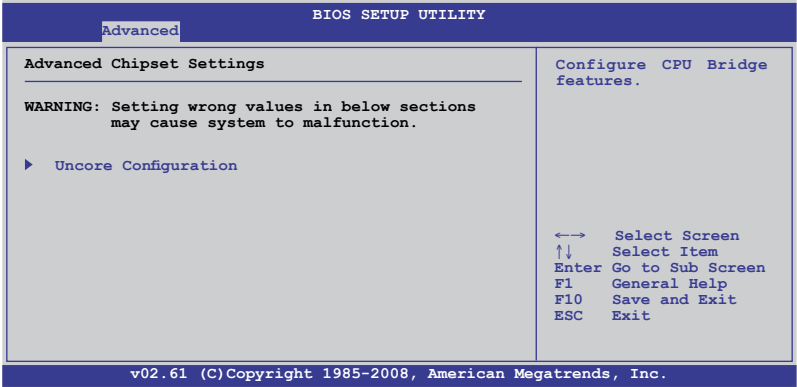 BIOS SETUP UTILITY
Advanced
Advanced Chipset Settings
WARNING: Setting wrong values in below sections
may cause system to malfunction.
Uncore Configuration
Configure CPU Bridge
features.
←→ Select Screen
↑↓ Select Item
Enter Go to Sub Screen
F1 General Help
F10 Save and Exit
ESC Exit
v02.61 (C)Copyright 1985-2008, American Megatrends, Inc.